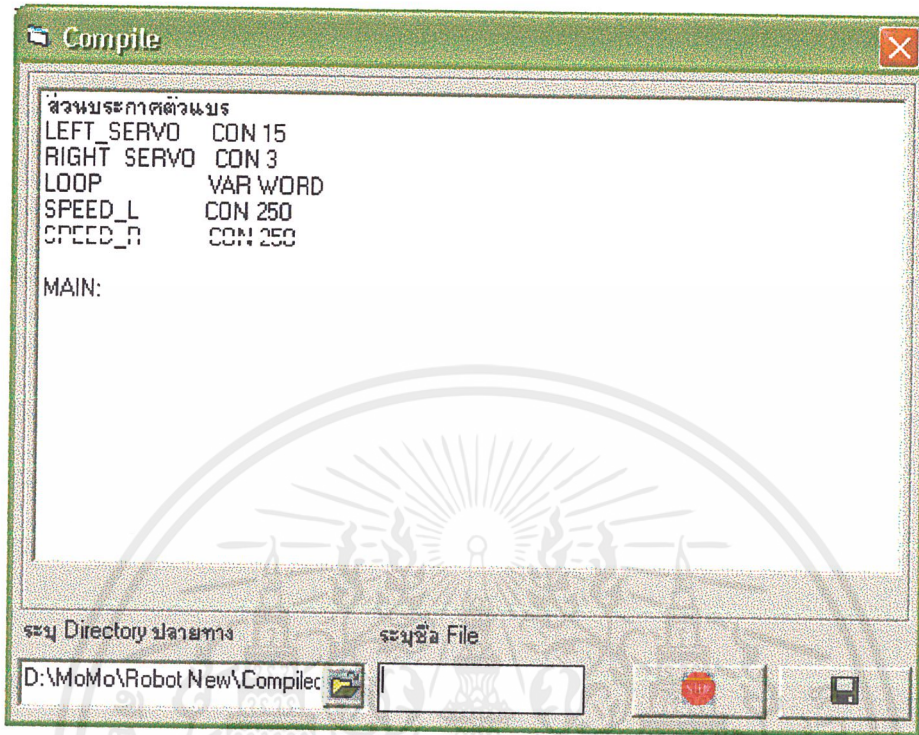 Compile
ส่วนประกาศตัวแบร
LEFT_SERVO CON 15
RIGHT SERVO CON 3
LOOP VAR WORD
SPEED_L CON 250
SPEED_R CON 250
MAIN:
ระบุ Directory ปลายทาง ระบุชื่อ File
D:\MoMo\Robot New\Compilec
STOP